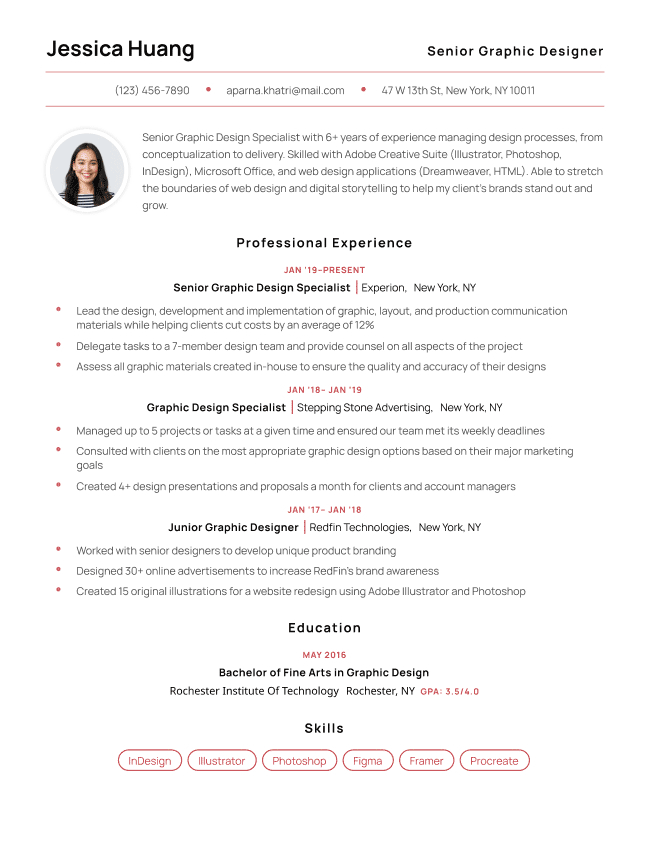 Jessica Huang
Senior Graphic Designer
(123) 456-7890 • aparna.khatri@mail.com • 47 W 13th St, New York, NY 10011
Senior Graphic Design Specialist with 6+ years of experience managing design processes, from
conceptualization to delivery. Skilled with Adobe Creative Suite (Illustrator, Photoshop,
InDesign), Microsoft Office, and web design applications (Dreamweaver, HTML). Able to stretch
the boundaries of web design and digital storytelling to help my client's brands stand out and
grow.
Professional Experience
JAN '19–PRESENT
Senior Graphic Design Specialist | Experion, New York, NY
• Lead the design, development and implementation of graphic, layout, and production communication
materials while helping clients cut costs by an average of 12%
• Delegate tasks to a 7-member design team and provide counsel on all aspects of the project
• Assess all graphic materials created in-house to ensure the quality and accuracy of their designs
JAN '18– JAN '19
Graphic Design Specialist | Stepping Stone Advertising, New York, NY
• Managed up to 5 projects or tasks at a given time and ensured our team met its weekly deadlines
• Consulted with clients on the most appropriate graphic design options based on their major marketing
goals
• Created 4+ design presentations and proposals a month for clients and account managers
JAN '17– JAN '18
Junior Graphic Designer | Redfin Technologies, New York, NY
• Worked with senior designers to develop unique product branding
• Designed 30+ online advertisements to increase RedFin's brand awareness
• Created 15 original illustrations for a website redesign using Adobe Illustrator and Photoshop
Education
MAY 2016
Bachelor of Fine Arts in Graphic Design
Rochester Institute Of Technology Rochester, NY GPA: 3.5/4.0
Skills
InDesign Illustrator Photoshop Figma Framer Procreate